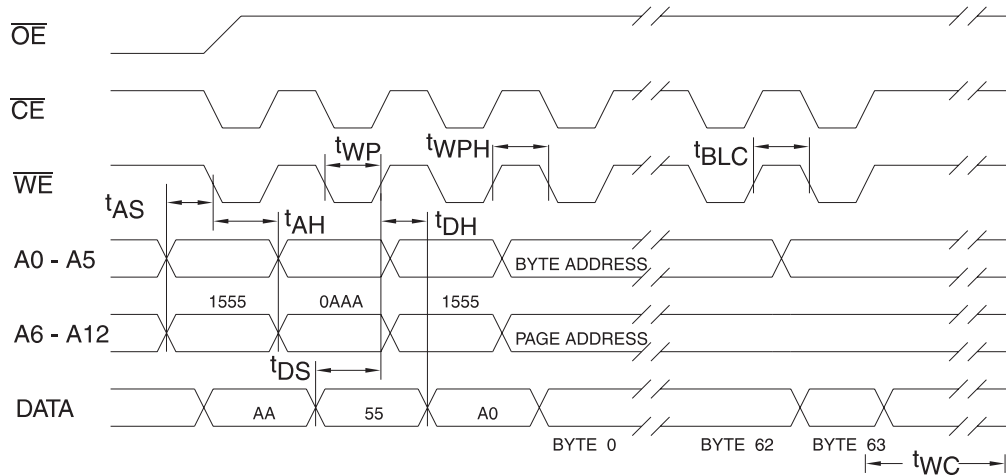 OE
CE
tWP tWPH tBLC
WE
tAS tAH tDH
A0 - A5 BYTE ADDRESS
1555 0AAA 1555
A6 - A12 PAGE ADDRESS
tDS
DATA AA 55 A0
BYTE 0 BYTE 62 BYTE 63
tWC